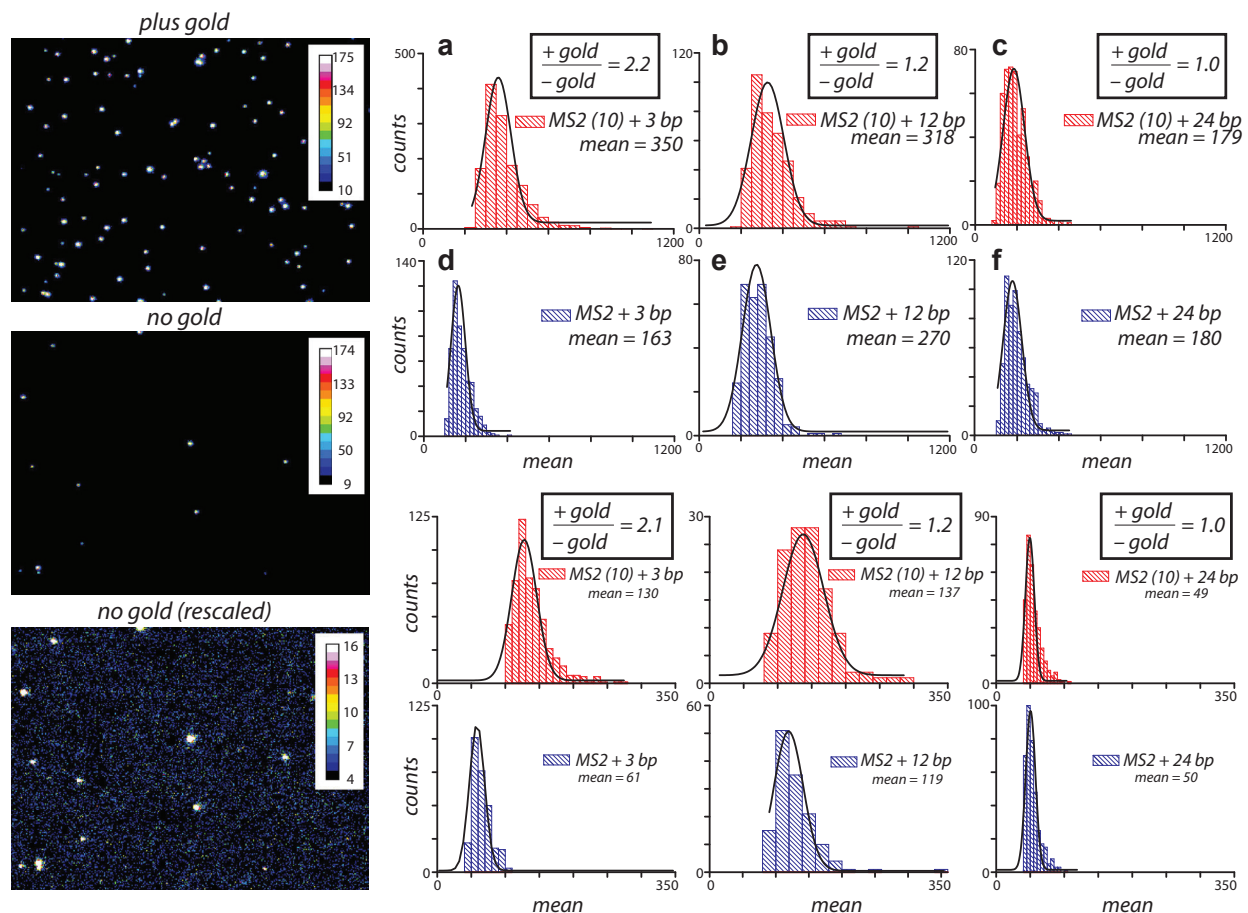 plus gold
175
134
92
51
10
no gold
174
133
92
50
9
no gold (rescaled)
16
13
10
7
4
a
500
counts
0
0
1200
+ gold
– gold
= 2.2
MS2 (10) + 3 bp
mean = 350
b
120
0
0
1200
+ gold
– gold
= 1.2
MS2 (10) + 12 bp
mean = 318
c
80
0
0
1200
+ gold
– gold
= 1.0
MS2 (10) + 24 bp
mean = 179
d
140
counts
0
0
1200
MS2 + 3 bp
mean = 163
e
80
0
0
1200
MS2 + 12 bp
mean = 270
mean
f
120
0
0
1200
MS2 + 24 bp
mean = 180
mean
mean
125
counts
0
0
350
+ gold
– gold
= 2.1
MS2 (10) + 3 bp
mean = 130
30
0
0
350
+ gold
– gold
= 1.2
MS2 (10) + 12 bp
mean = 137
90
0
0
350
+ gold
– gold
= 1.0
MS2 (10) + 24 bp
mean = 49
125
counts
0
0
350
MS2 + 3 bp
mean = 61
mean
60
0
0
350
MS2 + 12 bp
mean = 119
mean
100
0
0
350
MS2 + 24 bp
mean = 50
mean